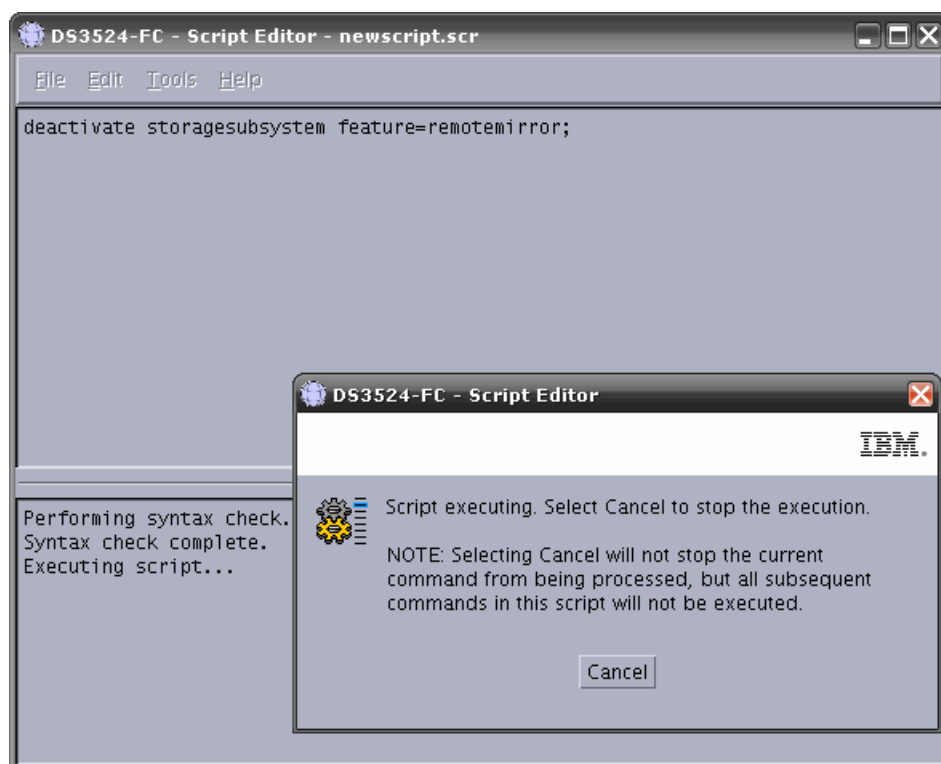 DS3524-FC - Script Editor - newscript.scr
File Edit Tools Help
deactivate storagesubsystem feature=remotemirror;
DS3524-FC - Script Editor
IBM.
Performing syntax check.
Syntax check complete.
Executing script...
Script executing. Select Cancel to stop the execution.
NOTE: Selecting Cancel will not stop the current
command from being processed, but all subsequent
commands in this script will not be executed.
Cancel